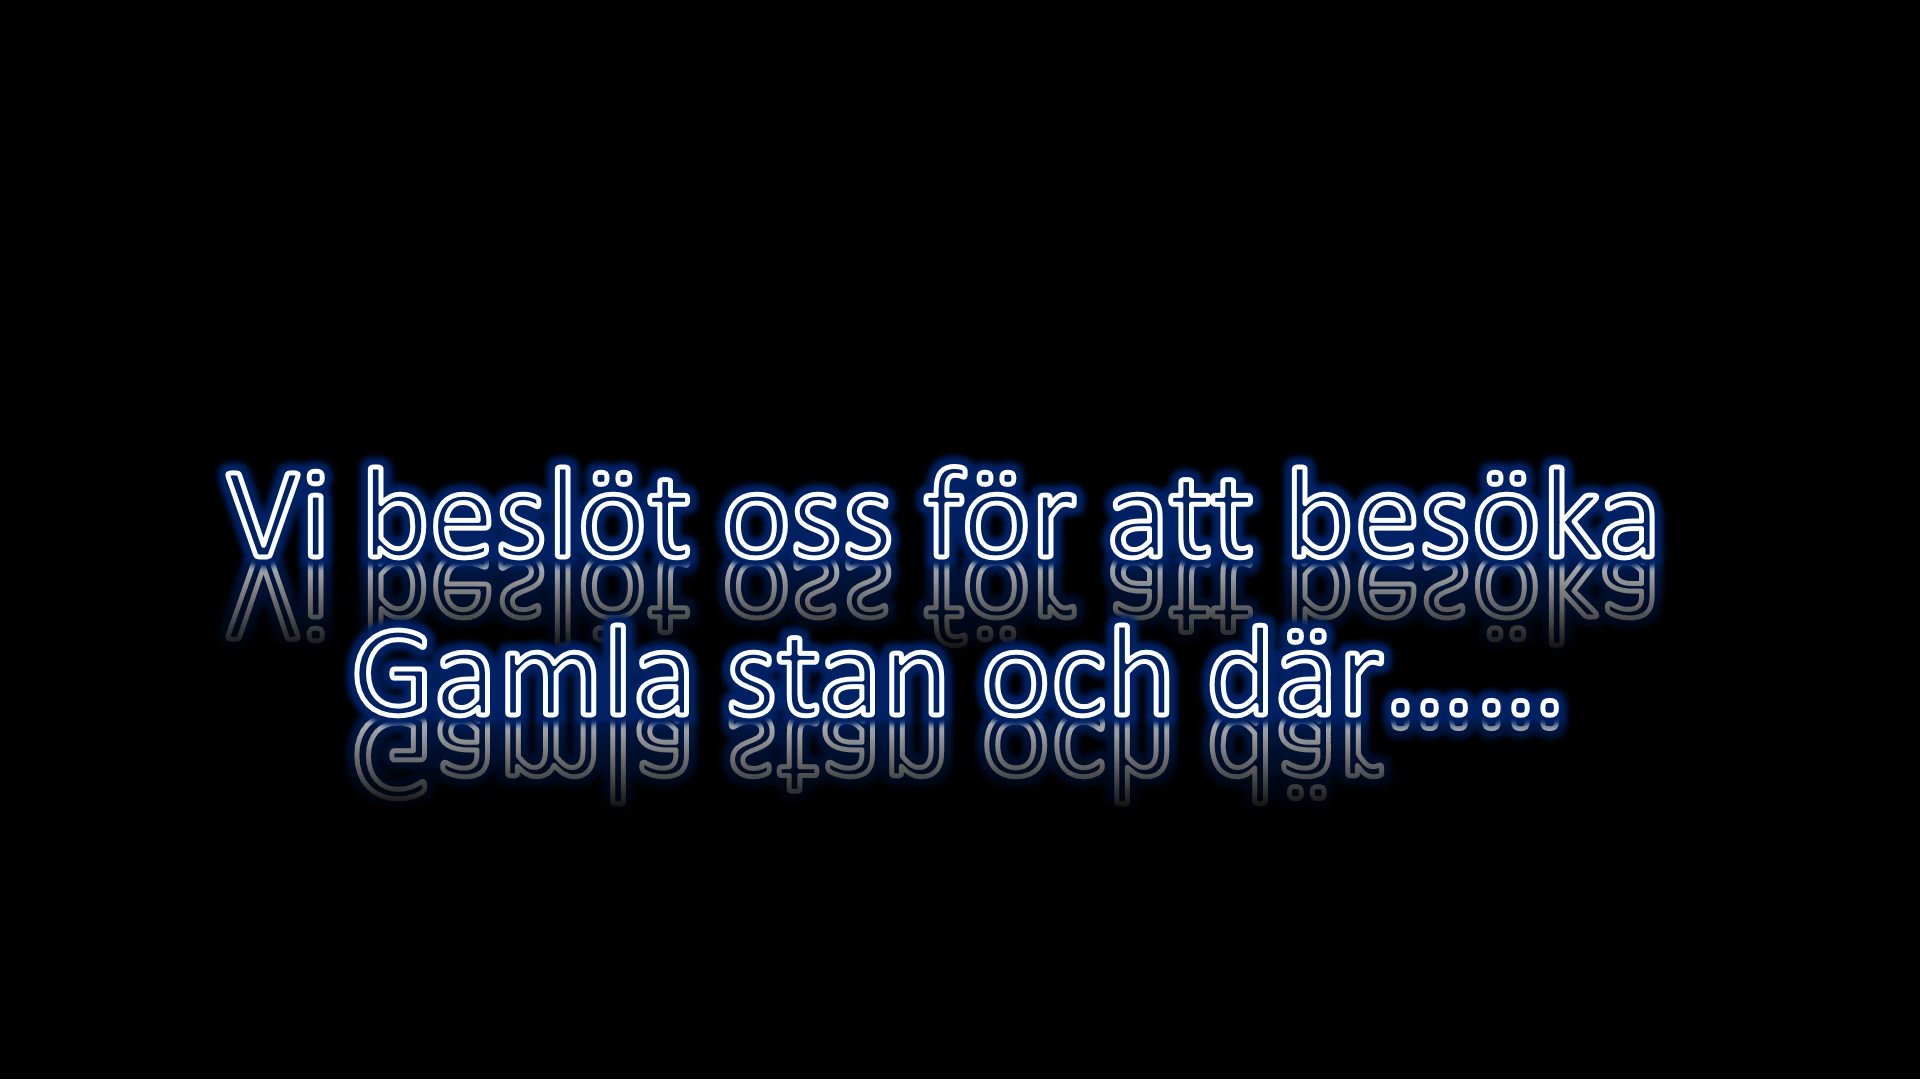 Vi beslöt oss för att besöka
Gamla stan och där……